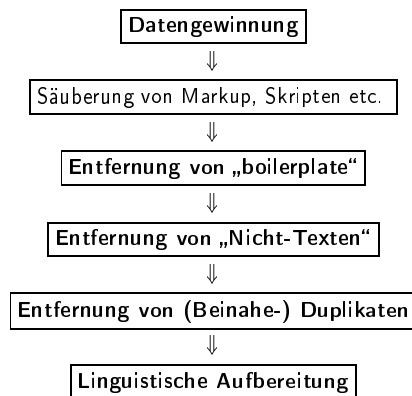 Datengewinnung
⇓
Säuberung von Markup, Skripten etc.
⇓
Entfernung von „boilerplate“
⇓
Entfernung von „Nicht-Texten“
⇓
Entfernung von (Beinahe-) Duplikaten
⇓
Linguistische Aufbereitung